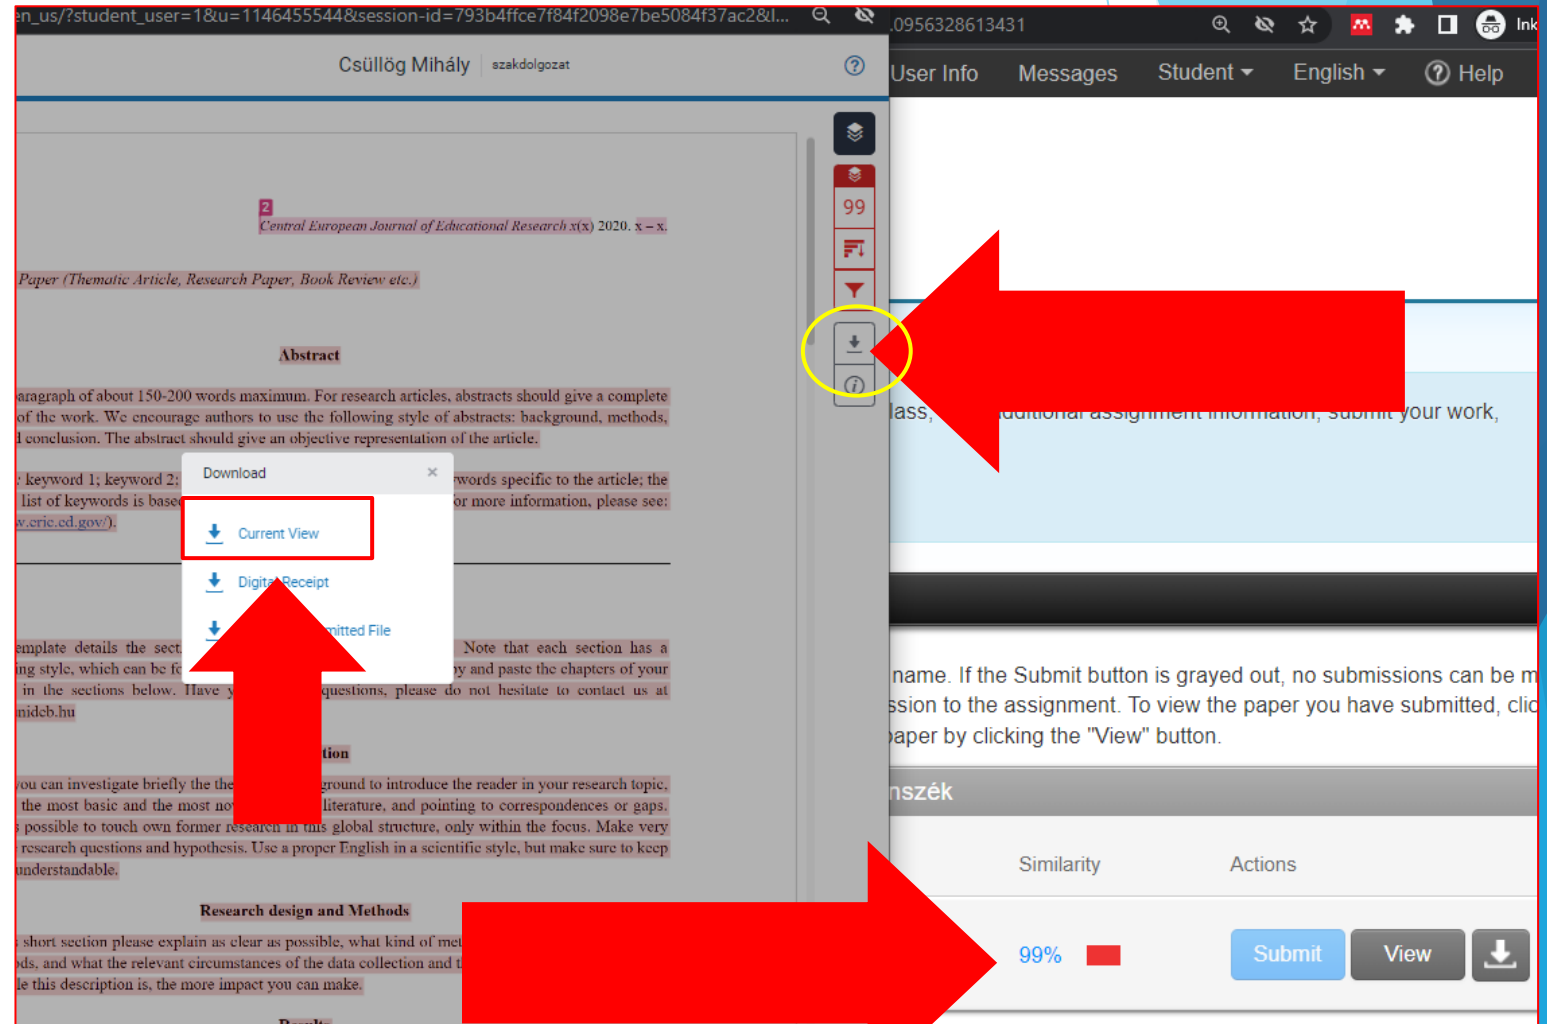 en_us/?student_user=1&u=1146455544&session-id=793b4ffce7f84f2098e7be5084f37ac2&l...
Csüllög Mihály szakdolgozat
2
Central European Journal of Educational Research x(x) 2020. x – x.
Paper (Thematic Article, Research Paper, Book Review etc.)
Abstract
paragraph of about 150-200 words maximum. For research articles, abstracts should give a complete
of the work. We encourage authors to use the following style of abstracts: background, methods,
conclusion. The abstract should give an objective representation of the article.
: keyword 1; keyword 2; words specific to the article; the
list of keywords is based or more information, please see:
w.eric.ed.gov/).
Download ×
Current View
Digital Receipt
mitted File
emplate details the sect Note that each section has a
ing style, which can be fo by and paste the chapters of your
in the sections below. Have y questions, please do not hesitate to contact us at
nideb.hu
tion
you can investigate briefly the the ground to introduce the reader in your research topic,
the most basic and the most nov literature, and pointing to correspondences or gaps.
s possible to touch own former research in this global structure, only within the focus. Make very
research questions and hypothesis. Use a proper English in a scientific style, but make sure to keep
understandable.
Research design and Methods
s short section please explain as clear as possible, what kind of met
ods, and what the relevant circumstances of the data collection and t
le this description is, the more impact you can make.
Results
99
.0956328613431
Ink
User Info Messages Student English Help
lass, additional assignment information, submit your work,
name. If the Submit button is grayed out, no submissions can be m
ssion to the assignment. To view the paper you have submitted, clic
paper by clicking the "View" button.
nszék
Similarity Actions
99% Submit View